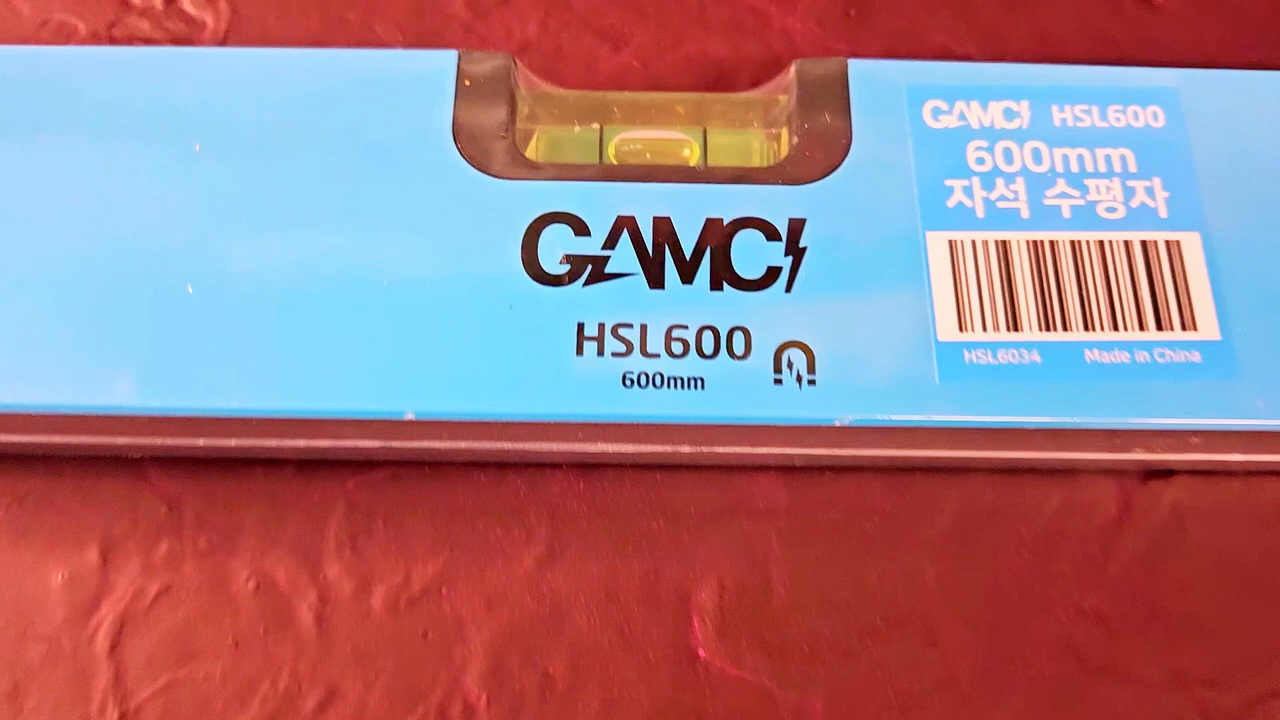 GAMCI
HSL600
600mm
GAMCI HSL600
600mm
자석 수평자
HSL6034 Made in China